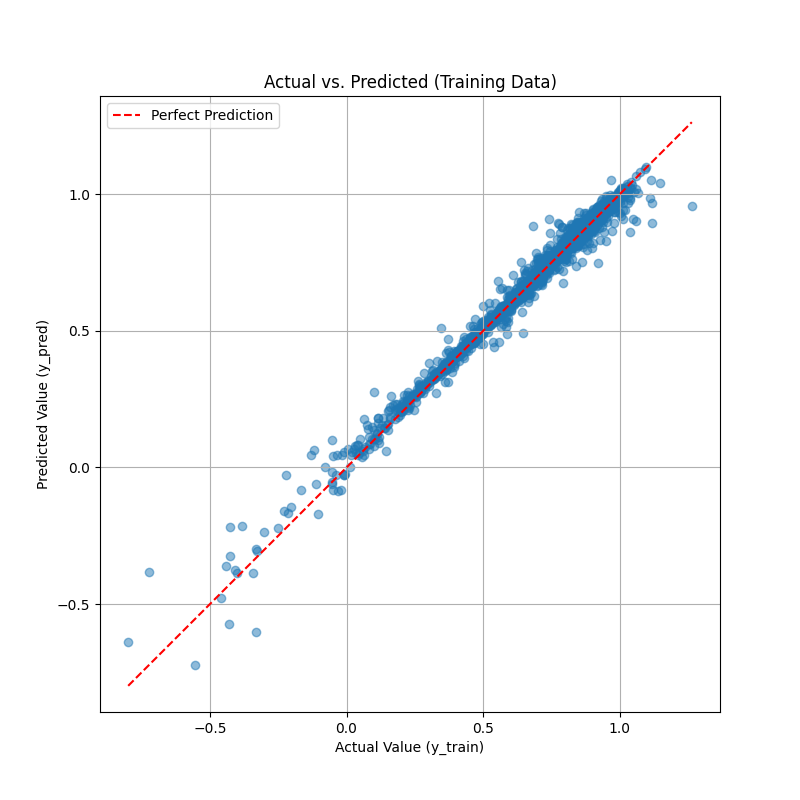 Actual vs. Predicted (Training Data)
Perfect Prediction
1.0
0.5
0.0
−0.5
Predicted Value (y_pred)
−0.5 0.0 0.5 1.0
Actual Value (y_train)